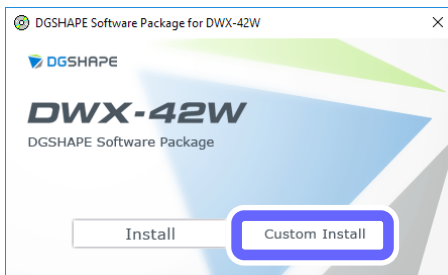 DGSHAPE Software Package for DWX-42W
DGSHAPE
DWX-42W
DGSHAPE Software Package
Install
Custom Install